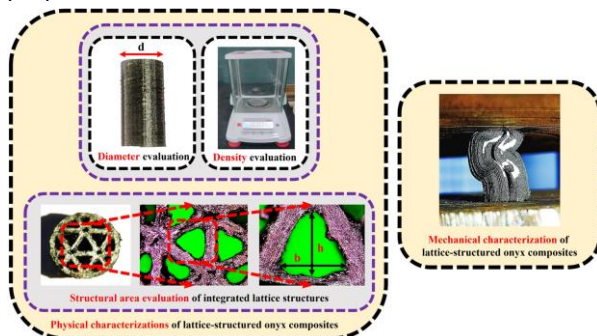 d
Diameter evaluation
Density evaluation
h
b
Structural area evaluation of integrated lattice structures
Physical characterizations of lattice-structured onyx composites
Mechanical characterization of
lattice-structured onyx composites